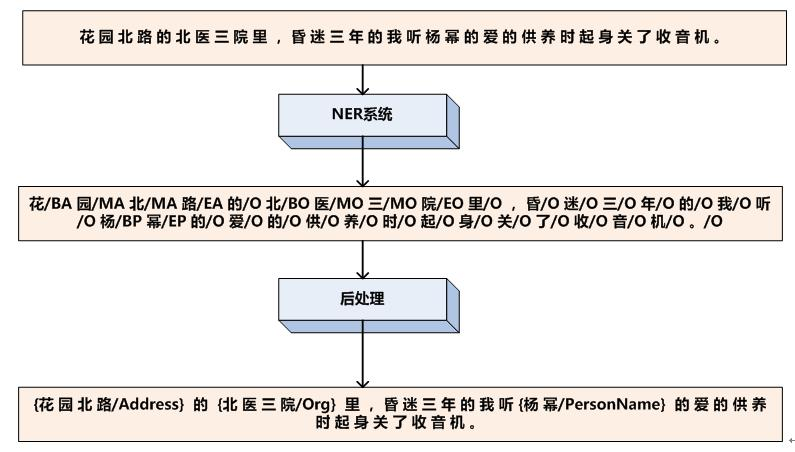 花园北路的北医三院里，昏迷三年的我听杨幂的爱的供养时起身关了收音机。
NER系统
花/BA 园/MA 北/MA 路/EA 的/O 北/BO 医/MO 三/MO 院/EO 里/O ，昏/O 迷/O 三/O 年/O 的/O 我/O 听
/O 杨/BP 幂/EP 的/O 爱/O 的/O 供/O 养/O 时/O 起/O 身/O 关/O 了/O 收/O 音/O 机/O 。/O
后处理
{花园北路/Address} 的 {北医三院/Org} 里，昏迷三年的我听{杨幂/PersonName} 的爱的供养
时起身关了收音机。